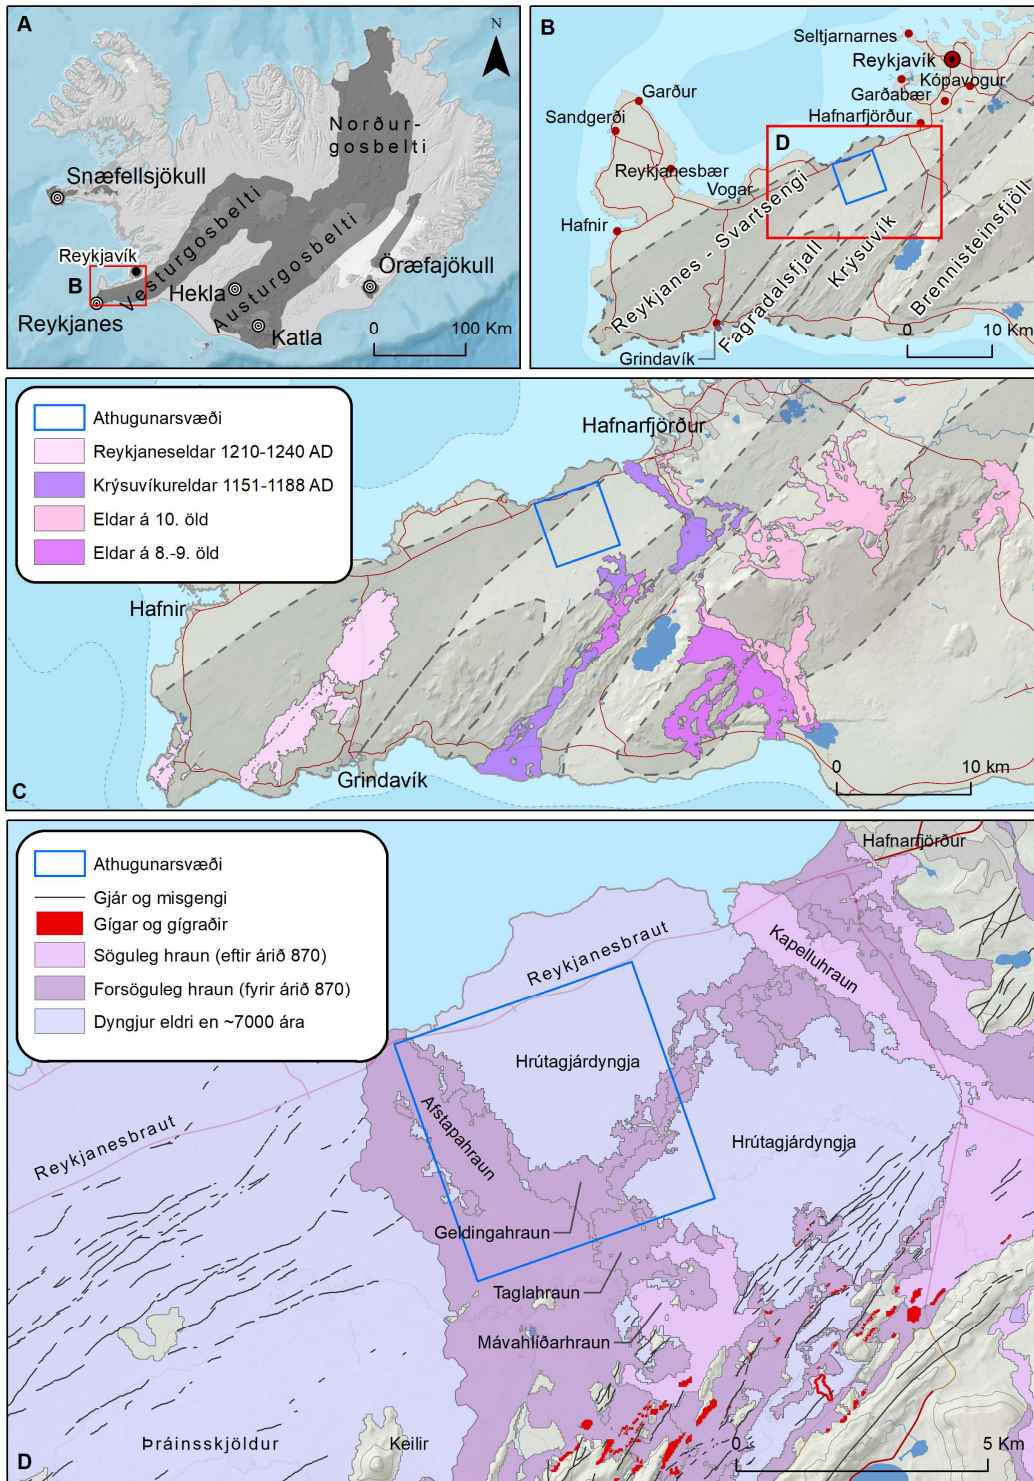 A
N
Norður-
gosbelti
Snæfellsjökull
Vesturgosbelti
Reykjavík
B
Reykjanes
Hekla
Austurgosbelti
Öræfajökull
Katla
0 100 Km
B
Seltjarnarnes
Reykjavík
Kópavogur
Garðabær
Hafnarfjörður
Garður
Sandgerði
D
Reykjanesbær
Vogar
Hafnir
Reykjanes - Svartsengi
Fagradalsfjall
Krýsuvík
Brennisteinsfjöll
Grindavík
0 10 Km
Athugunarsvæði
Reykjaneseldar 1210-1240 AD
Krýsuvíkureldar 1151-1188 AD
Eldar á 10. öld
Eldar á 8.-9. öld
Hafnarfjörður
Hafnir
Grindavík
0 10 km
C
Athugunarsvæði
Gjár og misgengi
Gígar og gígraðir
Söguleg hraun (eftir árið 870)
Forsöguleg hraun (fyrir árið 870)
Dyngjur eldri en ~7000 ára
Hafnarfjörður
Kapelluhraun
Reykjanesbraut
Hrútagjárdyngja
Afstapahraun
Reykjanesbraut
Hrútagjárdyngja
Geldingahraun
Taglahraun
Mávahlíðarhraun
Þráinsskjöldur
Keilir
D
0 5 Km